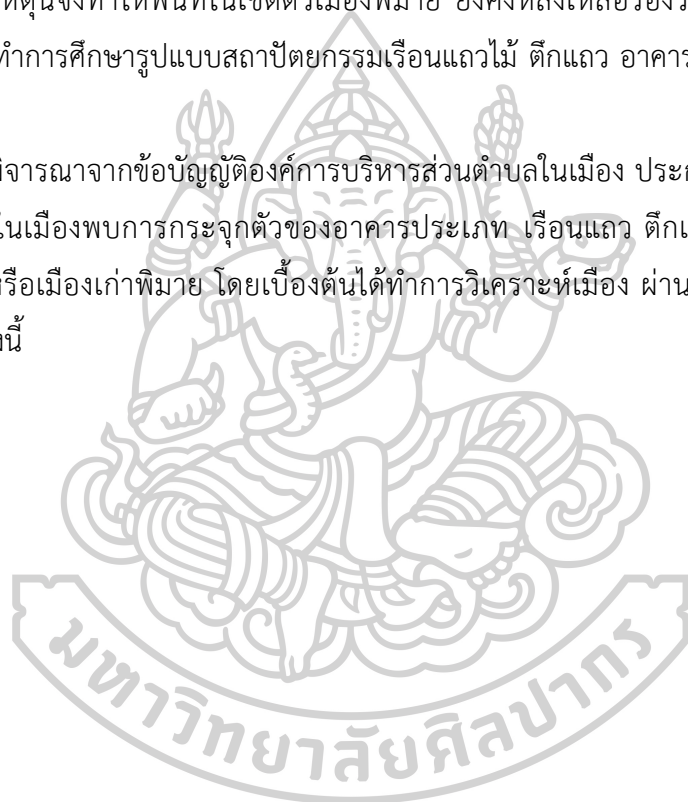 ทำการศึกษารูปแบบสถาปัตยกรรมเรือนแถวไม้ ตึกแถว อาคาร
จารณาจากข้อบัญญัติองค์การบริหารส่วนตำบลในเมือง
ในเมืองพบการกระจุกตัวของอาคารประเภท เรือนแถว
รือเมืองเก่าพิมาย โดยเบื้องต้นได้ทำการวิเคราะห์เมือง ผ่าน
งนี้
มหาวิทยาลัยศิลปากร